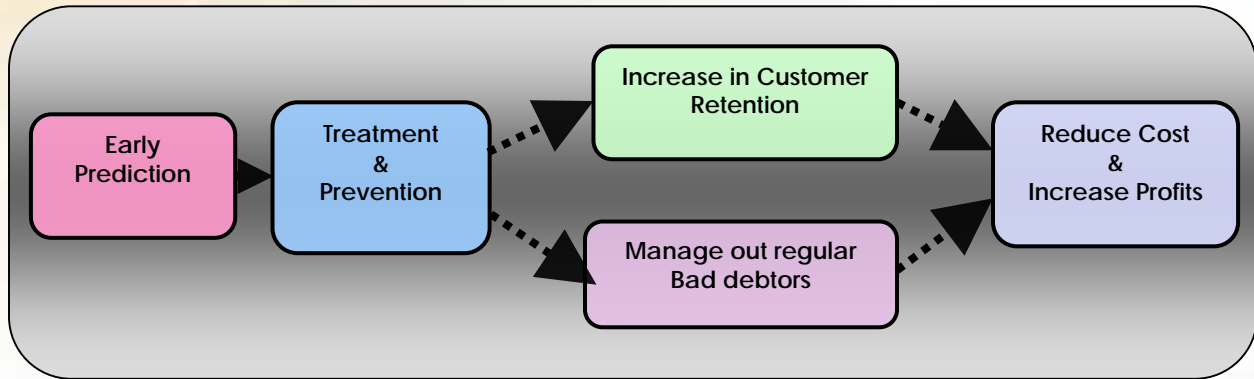 Early
Prediction
Treatment
&
Prevention
Increase in Customer
Retention
Manage out regular
Bad debtors
Reduce Cost
&
Increase Profits